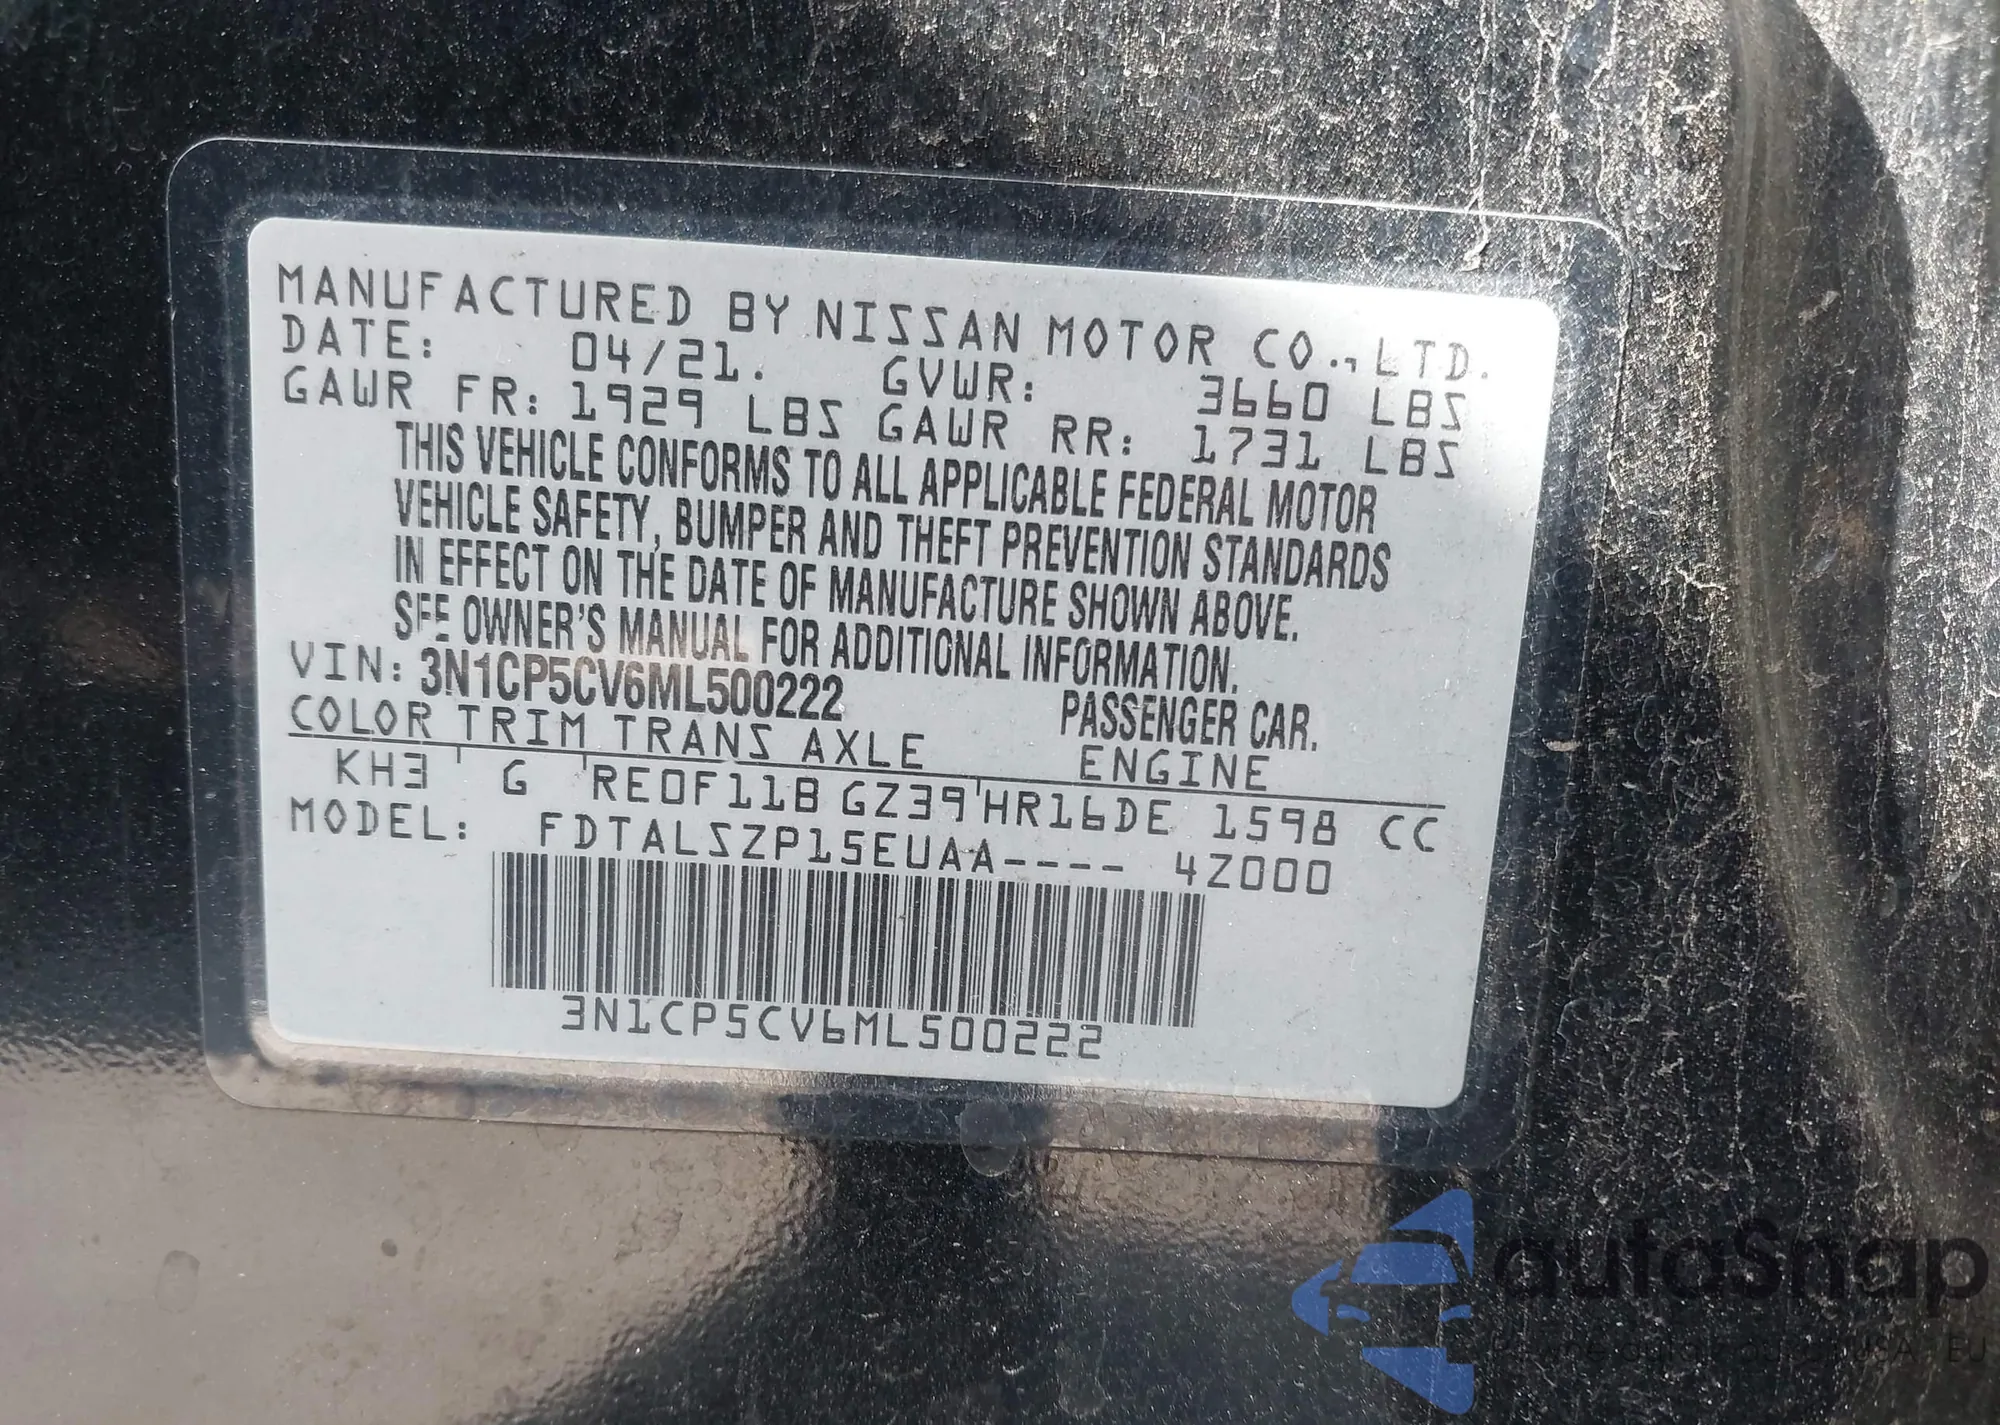 MANUFACTURED BY NISSAN MOTOR CO., LTD.
DATE: 04/21. GVWR: 3660 LBS
GAWR FR: 1929 LBS GAWR RR: 1731 LBS
THIS VEHICLE CONFORMS TO ALL APPLICABLE FEDERAL MOTOR
VEHICLE SAFETY, BUMPER AND THEFT PREVENTION STANDARDS
IN EFFECT ON THE DATE OF MANUFACTURE SHOWN ABOVE.
SEE OWNER'S MANUAL FOR ADDITIONAL INFORMATION.
VIN: 3N1CP5CV6ML500222 PASSENGER CAR.
COLOR TRIM TRANS AXLE ENGINE
KH3 G RE0F11B GZ39 HR16DE 1598 CC
MODEL: FDTALSZP15EUAA---- 4Z000
3N1CP5CV6ML500222
autoSnap
USA EU